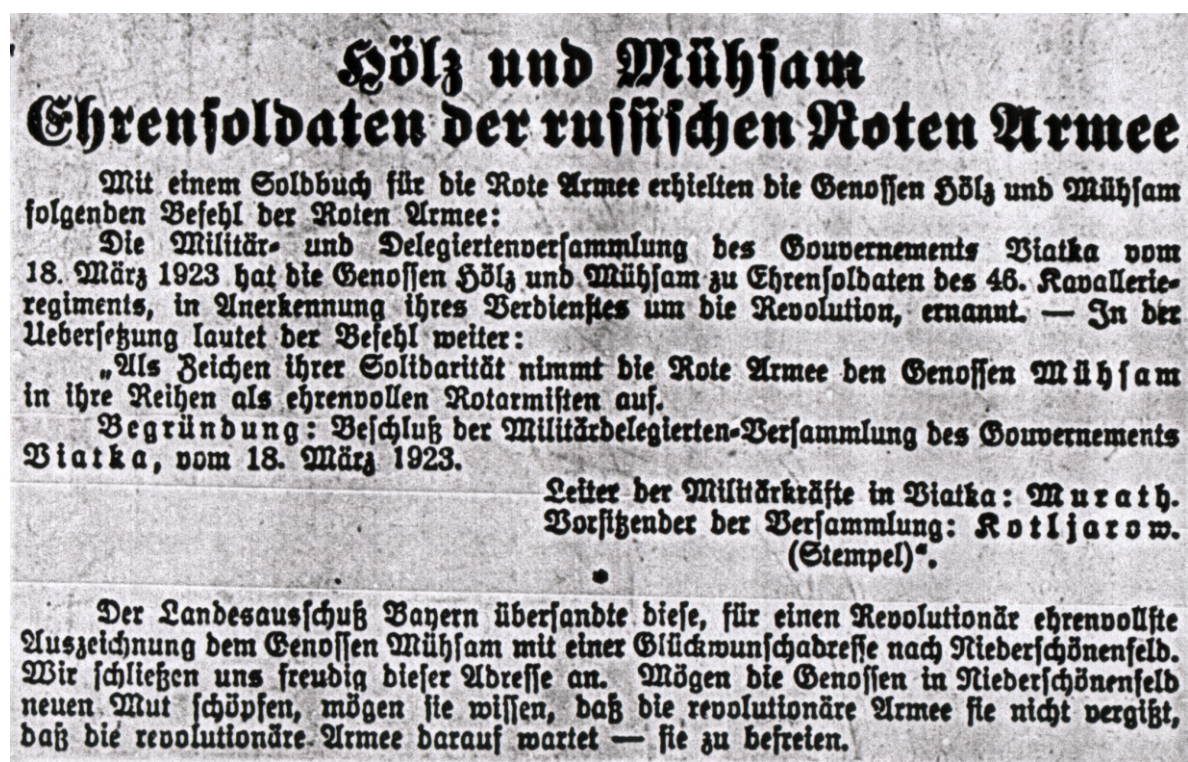 Hölz und Mühsam
Ehrensoldaten der russischen Roten Armee
Mit einem Soldbuch für die Rote Armee erhielten die Genossen Hölz und Mühsam
folgenden Befehl der Roten Armee:
Die Militär- und Delegiertenversammlung des Gouvernements Viatka vom
18. März 1923 hat die Genossen Hölz und Mühsam zu Ehrensoldaten des 46. Kavallerie-
regiments, in Anerkennung ihres Verdienstes um die Revolution, ernannt. — In der
Uebersetzung lautet der Befehl weiter:
„Als Zeichen ihrer Solidarität nimmt die Rote Armee den Genossen Mühsam
in ihre Reihen als ehrenvollen Rotarmisten auf.
Begründung: Beschluß der Militärdelegierten-Versammlung des Gouvernements
Viatka, vom 18. März 1923.
Leiter der Militärkräfte in Viatka: Murath.
Vorsitzender der Versammlung: Kotljarow.
(Stempel)“.
Der Landesausschuß Bayern übersandte diese, für einen Revolutionär ehrenvollste
Auszeichnung dem Genossen Mühsam mit einer Glückwunschadresse nach Niederschönenfeld.
Wir schließen uns freudig dieser Adresse an. Mögen die Genossen in Niederschönenfeld
neuen Mut schöpfen, mögen sie wissen, daß die revolutionäre Armee sie nicht vergißt,
daß die revolutionäre Armee darauf wartet — sie zu befreien.